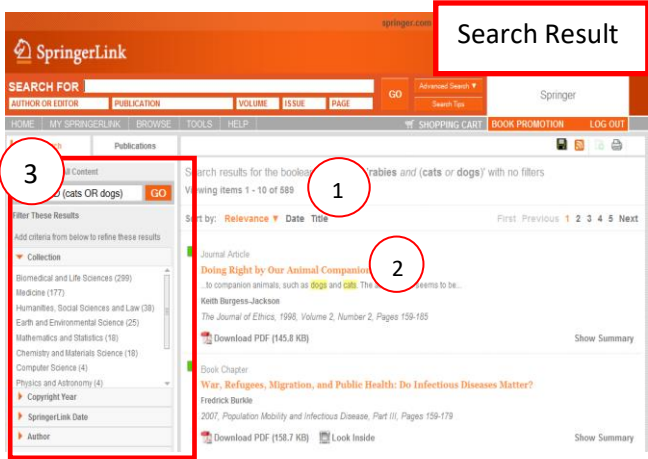 springer.com
Search Result
SpringerLink
SEARCH FOR
GO
Advanced Search ▼
Search Tips
Springer
AUTHOR OR EDITOR PUBLICATION VOLUME ISSUE PAGE
HOME MY SPRINGERLINK BROWSE TOOLS HELP SHOPPING CART BOOK PROMOTION LOG OUT
Publications
3
Content
(cats OR dogs) GO
Filter These Results
Add criteria from below to refine these results
Collection
Biomedical and Life Sciences (299)
Medicine (177)
Humanities, Social Sciences and Law (38)
Earth and Environmental Science (25)
Mathematics and Statistics (18)
Chemistry and Materials Science (18)
Computer Science (4)
Physics and Astronomy (4)
Copyright Year
SpringerLink Date
Author
Search results for the boolean 'rabies and (cats or dogs)' with no filters
Viewing items 1 - 10 of 589
1
Sort by: Relevance ▼ Date Title First Previous 1 2 3 4 5 Next
Journal Article
Doing Right by Our Animal Companions
2
...to companion animals, such as dogs and cats. The seems to be...
Keith Burgess-Jackson
The Journal of Ethics, 1998, Volume 2, Number 2, Pages 159-185
Download PDF (145.8 KB) Show Summary
Book Chapter
War, Refugees, Migration, and Public Health: Do Infectious Diseases Matter?
Fredrick Burkle
2007, Population Mobility and Infectious Disease, Part III, Pages 159-179
Download PDF (158.7 KB) Look Inside Show Summary